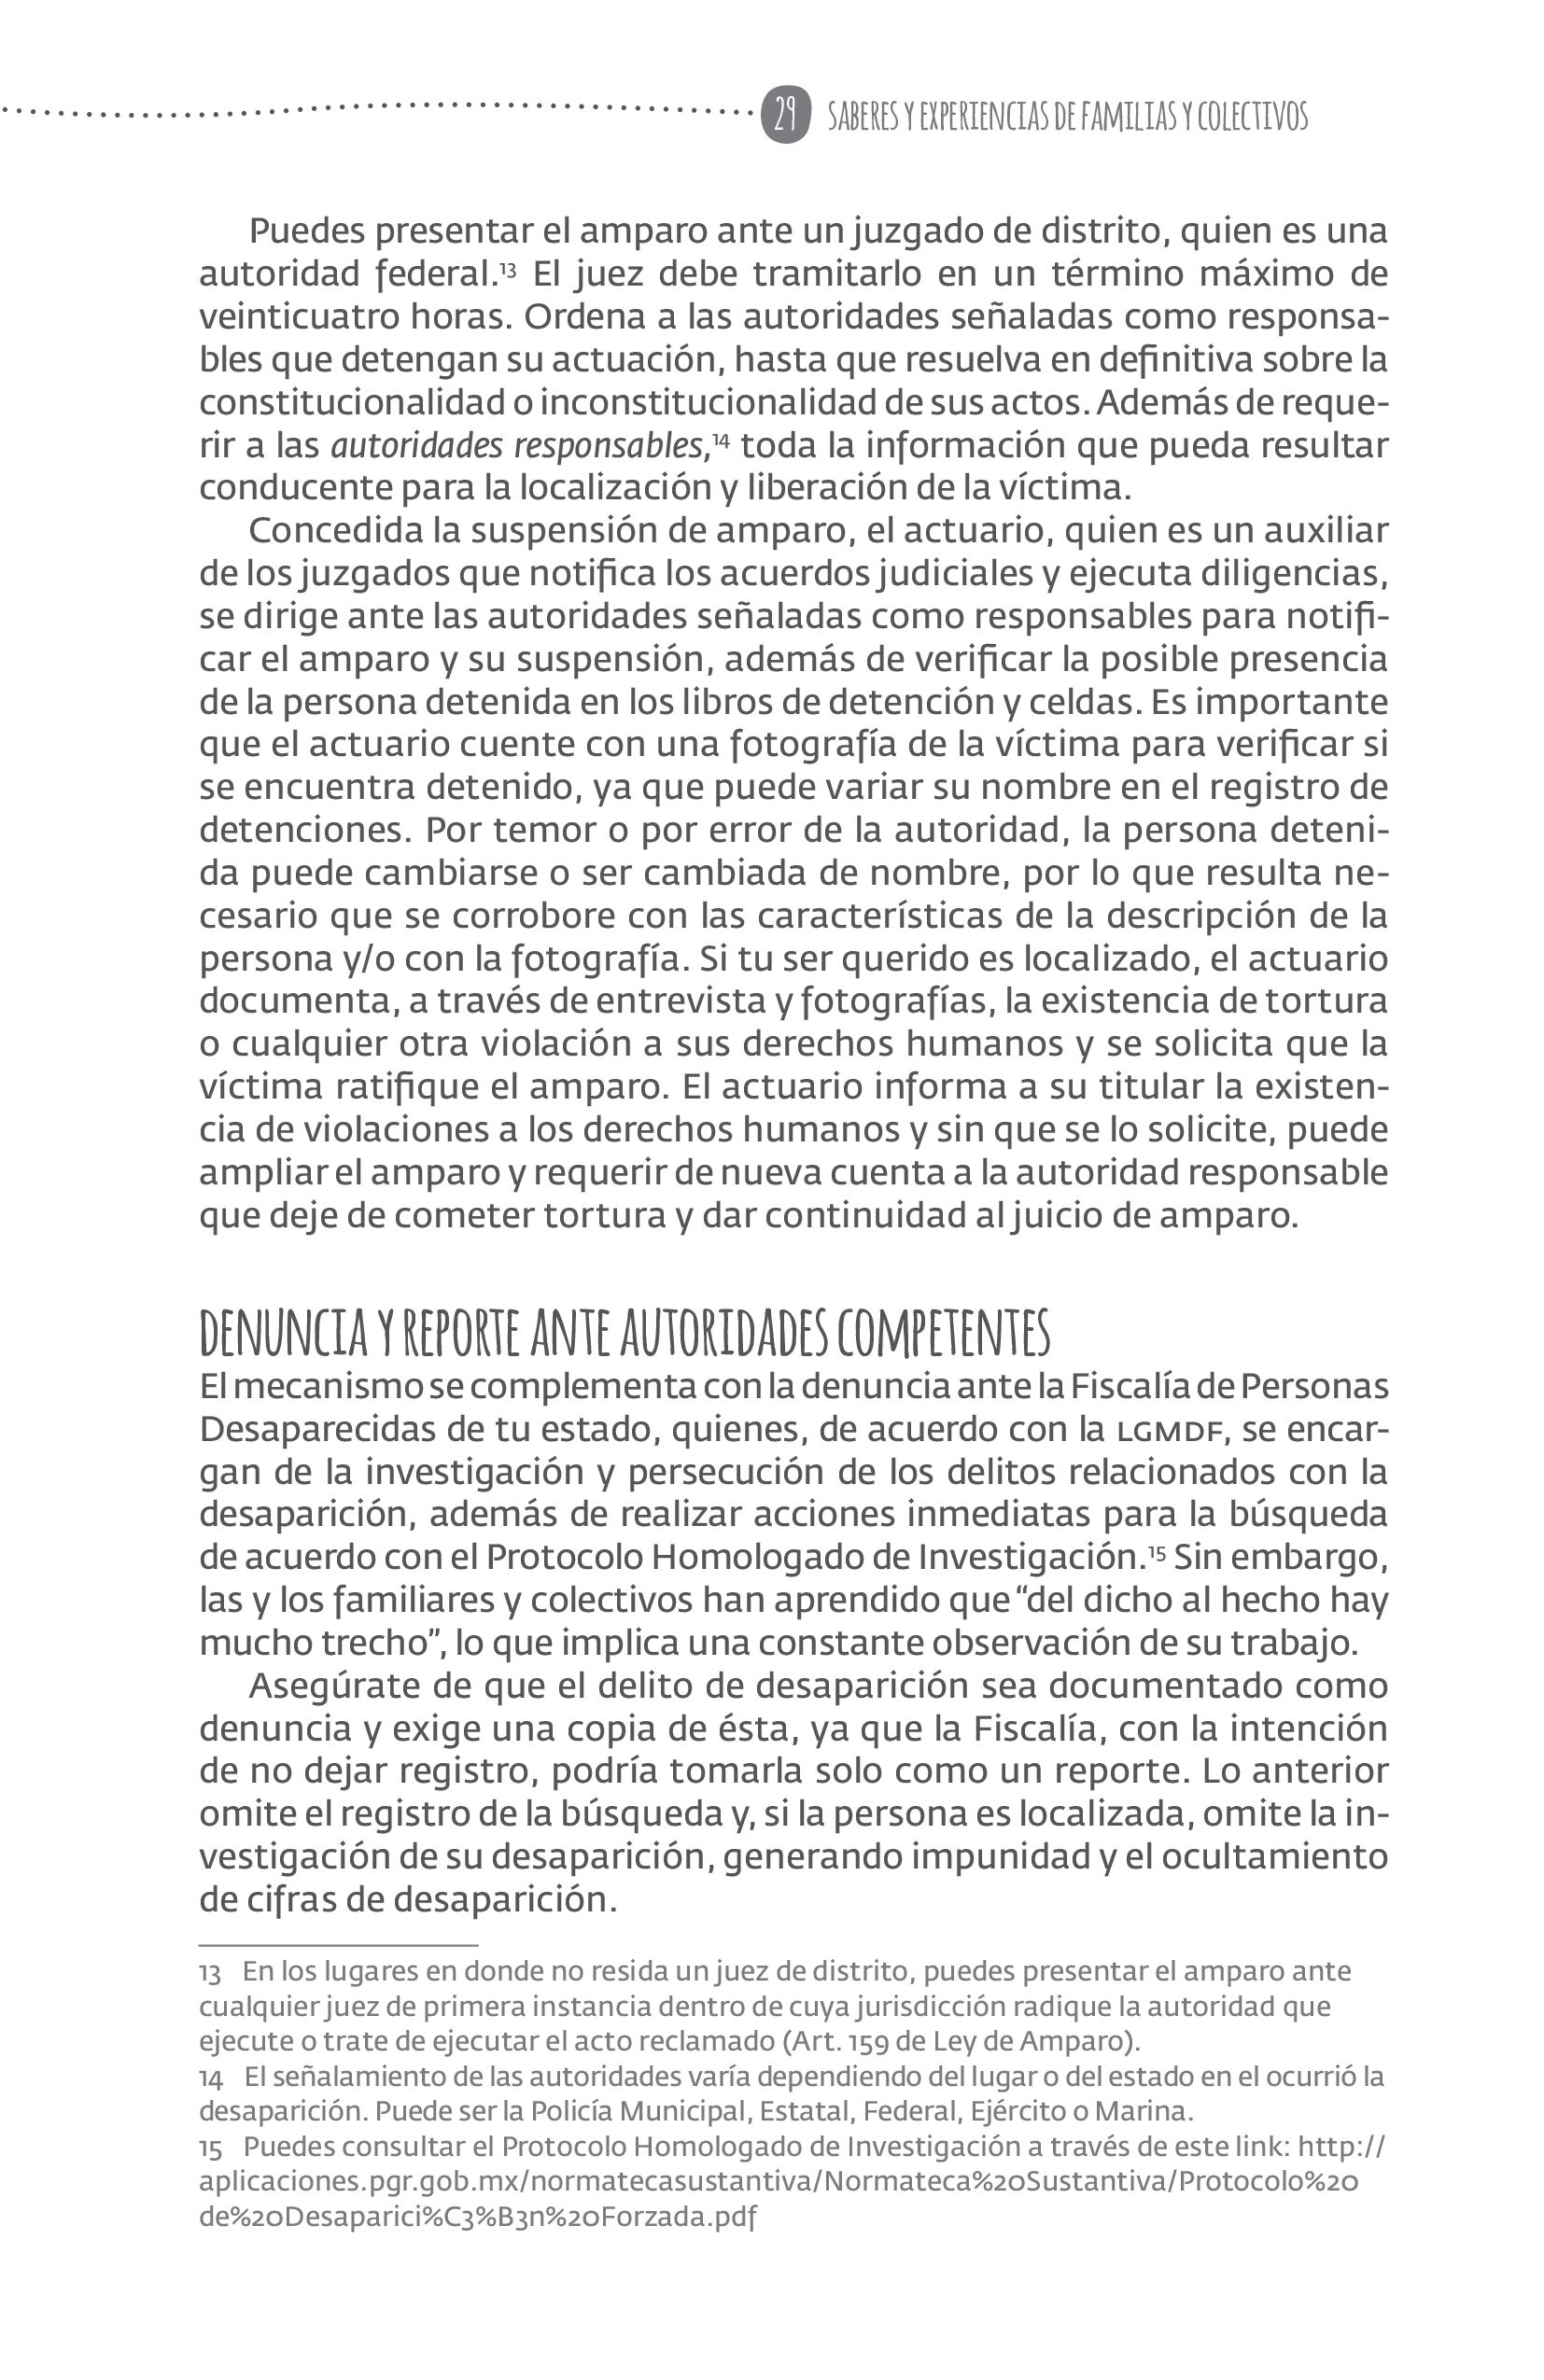 29 SABERES Y EXPERIENCIAS DE FAMILIAS Y COLECTIVOS
Puedes presentar el amparo ante un juzgado de distrito, quien es una
autoridad federal.13 El juez debe tramitarlo en un término máximo de
veinticuatro horas. Ordena a las autoridades señaladas como responsa-
bles que detengan su actuación, hasta que resuelva en definitiva sobre la
constitucionalidad o inconstitucionalidad de sus actos. Además de reque-
rir a las autoridades responsables,14 toda la información que pueda resultar
conducente para la localización y liberación de la víctima.
Concedida la suspensión de amparo, el actuario, quien es un auxiliar
de los juzgados que notifica los acuerdos judiciales y ejecuta diligencias,
se dirige ante las autoridades señaladas como responsables para notifi-
car el amparo y su suspensión, además de verificar la posible presencia
de la persona detenida en los libros de detención y celdas. Es importante
que el actuario cuente con una fotografía de la víctima para verificar si
se encuentra detenido, ya que puede variar su nombre en el registro de
detenciones. Por temor o por error de la autoridad, la persona deteni-
da puede cambiarse o ser cambiada de nombre, por lo que resulta ne-
cesario que se corrobore con las características de la descripción de la
persona y/o con la fotografía. Si tu ser querido es localizado, el actuario
documenta, a través de entrevista y fotografías, la existencia de tortura
o cualquier otra violación a sus derechos humanos y se solicita que la
víctima ratifique el amparo. El actuario informa a su titular la existen-
cia de violaciones a los derechos humanos y sin que se lo solicite, puede
ampliar el amparo y requerir de nueva cuenta a la autoridad responsable
que deje de cometer tortura y dar continuidad al juicio de amparo.
DENUNCIA Y REPORTE ANTE AUTORIDADES COMPETENTES
El mecanismo se complementa con la denuncia ante la Fiscalía de Personas
Desaparecidas de tu estado, quienes, de acuerdo con la LGMDF, se encar-
gan de la investigación y persecución de los delitos relacionados con la
desaparición, además de realizar acciones inmediatas para la búsqueda
de acuerdo con el Protocolo Homologado de Investigación.15 Sin embargo,
las y los familiares y colectivos han aprendido que “del dicho al hecho hay
mucho trecho”, lo que implica una constante observación de su trabajo.
Asegúrate de que el delito de desaparición sea documentado como
denuncia y exige una copia de ésta, ya que la Fiscalía, con la intención
de no dejar registro, podría tomarla solo como un reporte. Lo anterior
omite el registro de la búsqueda y, si la persona es localizada, omite la in-
vestigación de su desaparición, generando impunidad y el ocultamiento
de cifras de desaparición.
13 En los lugares en donde no resida un juez de distrito, puedes presentar el amparo ante
cualquier juez de primera instancia dentro de cuya jurisdicción radique la autoridad que
ejecute o trate de ejecutar el acto reclamado (Art. 159 de Ley de Amparo).
14 El señalamiento de las autoridades varía dependiendo del lugar o del estado en el ocurrió la
desaparición. Puede ser la Policía Municipal, Estatal, Federal, Ejército o Marina.
15 Puedes consultar el Protocolo Homologado de Investigación a través de este link: http://
aplicaciones.pgr.gob.mx/normatecasustantiva/Normateca%20Sustantiva/Protocolo%20
de%20Desaparici%C3%B3n%20Forzada.pdf